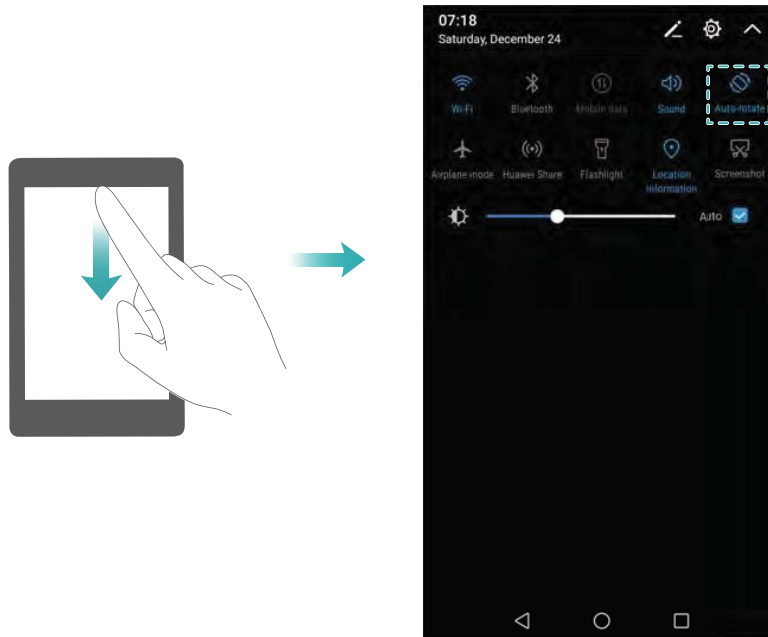 07:18
Saturday, December 24
Wi-Fi Bluetooth Mobile data Sound Auto-rotate
Airplane mode Huawei Share Flashlight Location Screenshot
information
Auto